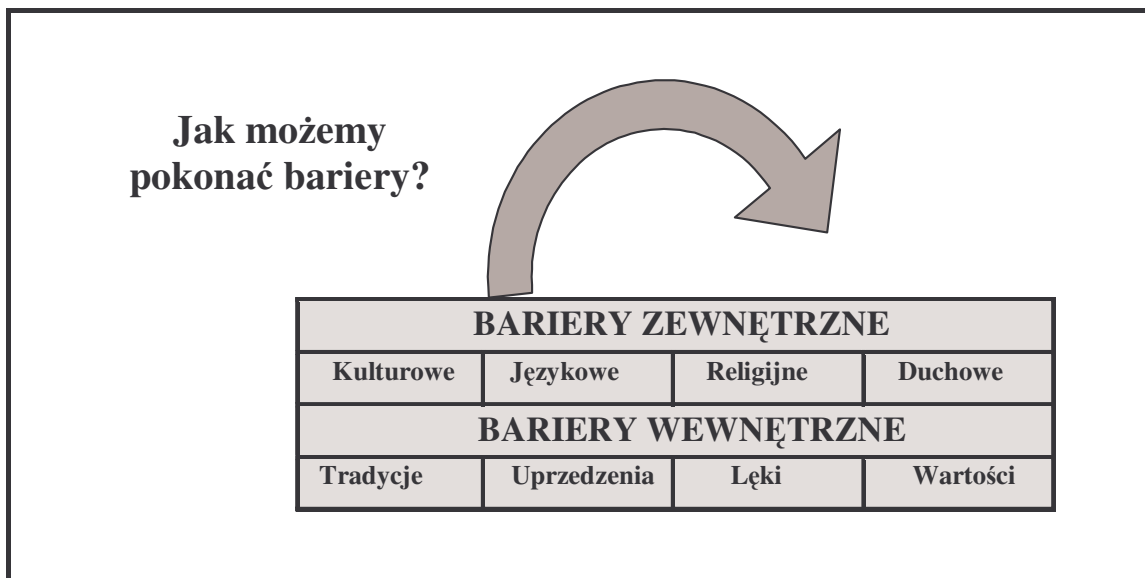 Jak możemy
pokonać bariery?
BARIERY ZEWNĘTRZNE
Kulturowe Językowe Religijne Duchowe
BARIERY WEWNĘTRZNE
Tradycje Uprzedzenia Lęki Wartości